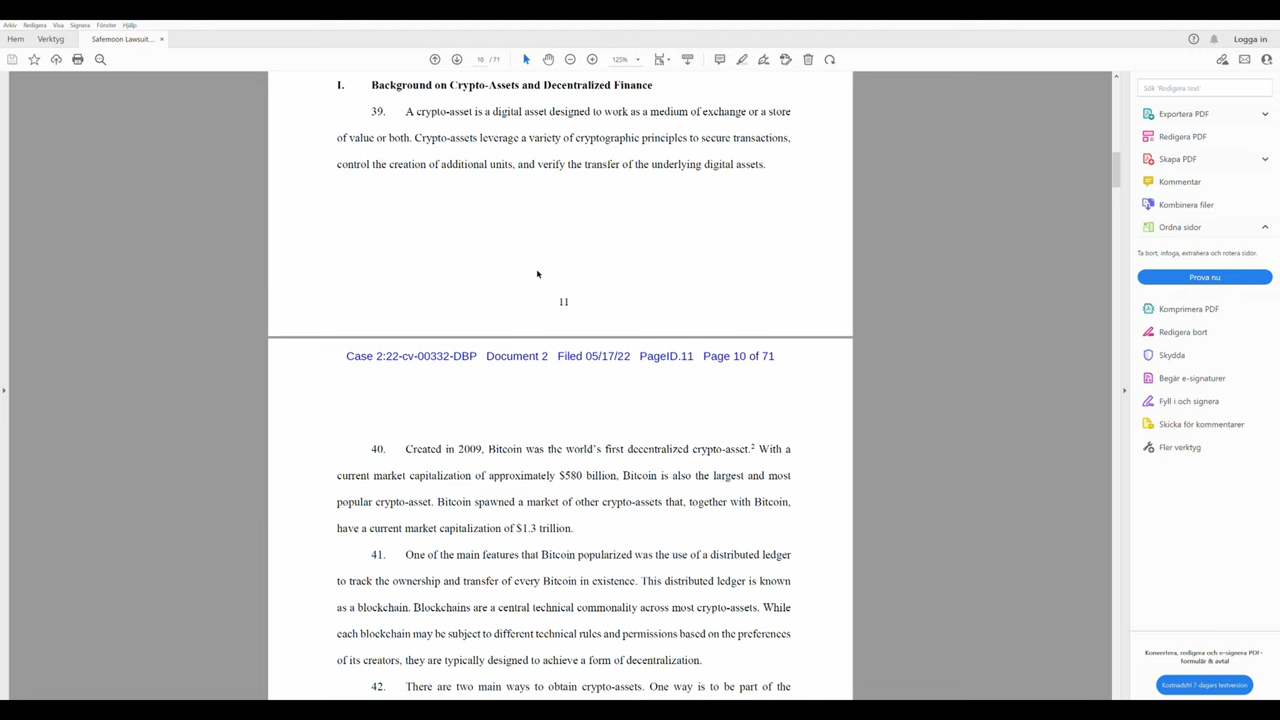 Arkiv Redigera Visa Signera Fönster Hjälp
Hem Verktyg Safemoon Lawsuit... ×
Logga in
10 / 71
125%
I. Background on Crypto-Assets and Decentralized Finance
39. A crypto-asset is a digital asset designed to work as a medium of exchange or a store
of value or both. Crypto-assets leverage a variety of cryptographic principles to secure transactions,
control the creation of additional units, and verify the transfer of the underlying digital assets.
11
Case 2:22-cv-00332-DBP Document 2 Filed 05/17/22 PageID.11 Page 10 of 71
40. Created in 2009, Bitcoin was the world’s first decentralized crypto-asset.2 With a
current market capitalization of approximately $580 billion, Bitcoin is also the largest and most
popular crypto-asset. Bitcoin spawned a market of other crypto-assets that, together with Bitcoin,
have a current market capitalization of $1.3 trillion.
41. One of the main features that Bitcoin popularized was the use of a distributed ledger
to track the ownership and transfer of every Bitcoin in existence. This distributed ledger is known
as a blockchain. Blockchains are a central technical commonality across most crypto-assets. While
each blockchain may be subject to different technical rules and permissions based on the preferences
of its creators, they are typically designed to achieve a form of decentralization.
42. There are two main ways to obtain crypto-assets. One way is to be part of the
Sök 'Redigera text'
Exportera PDF
Redigera PDF
Skapa PDF
Kommentar
Kombinera filer
Ordna sidor
Ta bort, infoga, extrahera och rotera sidor.
Prova nu
Komprimera PDF
Redigera bort
Skydda
Begär e-signaturer
Fyll i och signera
Skicka för kommentarer
Fler verktyg
Konvertera, redigera och e-signera PDF-
formulär & avtal
Kostnadsfri 7-dagars testversion